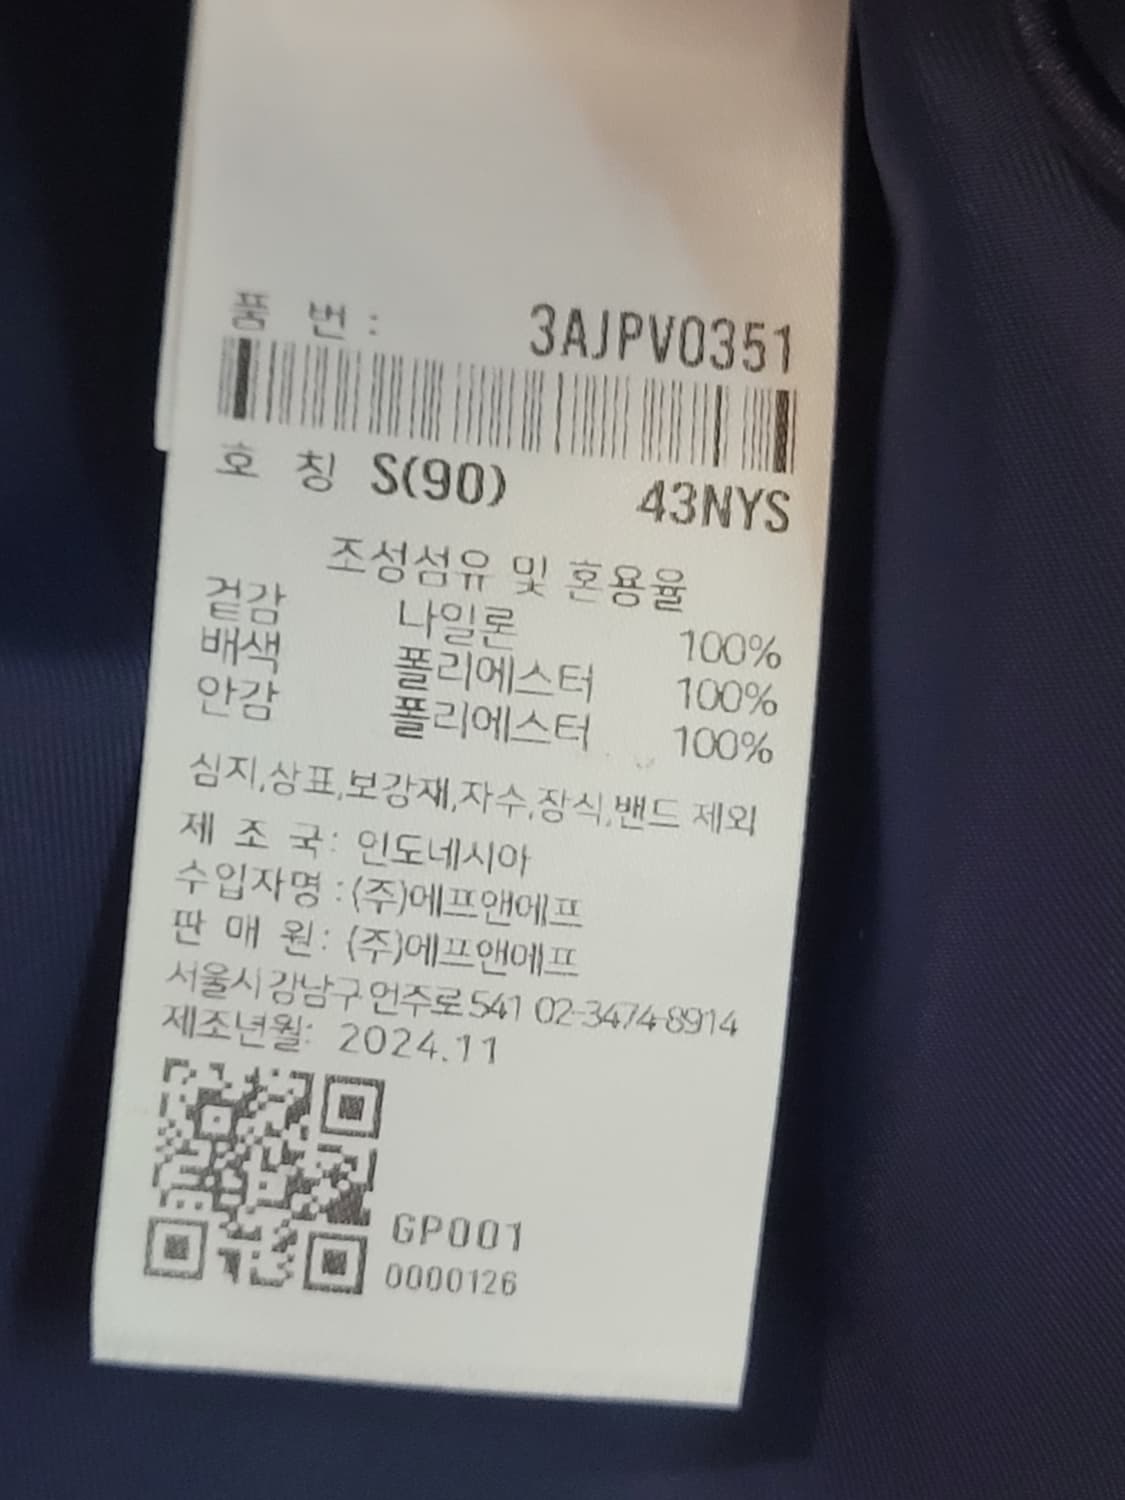 품 번 : 3AJPV0351
호 칭 S(90) 43NYS
조성섬유 및 혼용율
겉감 나일론 100%
배색 폴리에스터 100%
안감 폴리에스터 100%
심지,상표,보강재,자수,장식,밴드 제외
제 조 국: 인도네시아
수입자명 : (주)에프앤에프
판 매 원: (주)에프앤에프
서울시 강남구 언주로 541 02-3474-8914
제조년월: 2024.11
GP001
0000126